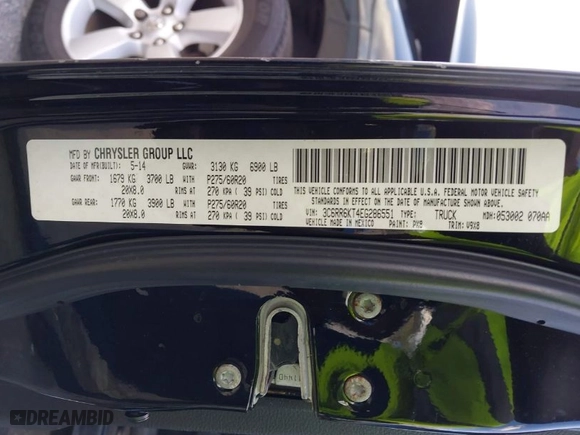 MFD BY CHRYSLER GROUP LLC
DATE OF MFR(BUILT): 5-14 GVWR: 3130 KG 6900 LB
GAWR FRONT: 1679 KG 3700 LB P275/60R20 TIRES
20X8.0 RIMS AT 270 KPA ( 39 PSI) COLD
GAWR REAR: 1770 KG 3900 LB P275/60R20 TIRES
20X8.0 RIMS AT 270 KPA ( 39 PSI) COLD
THIS VEHICLE CONFORMS TO ALL APPLICABLE U.S.A. FEDERAL MOTOR VEHICLE SAFETY
STANDARDS IN EFFECT ON THE DATE OF MANUFACTURE SHOWN ABOVE.
VIN: 3C6RR6KT4EG286551 TYPE: TRUCK MDH: 053002 070AA
VEHICLE MADE IN MEXICO PAINT: PX8 TRIM: V9X8
DREAMBID